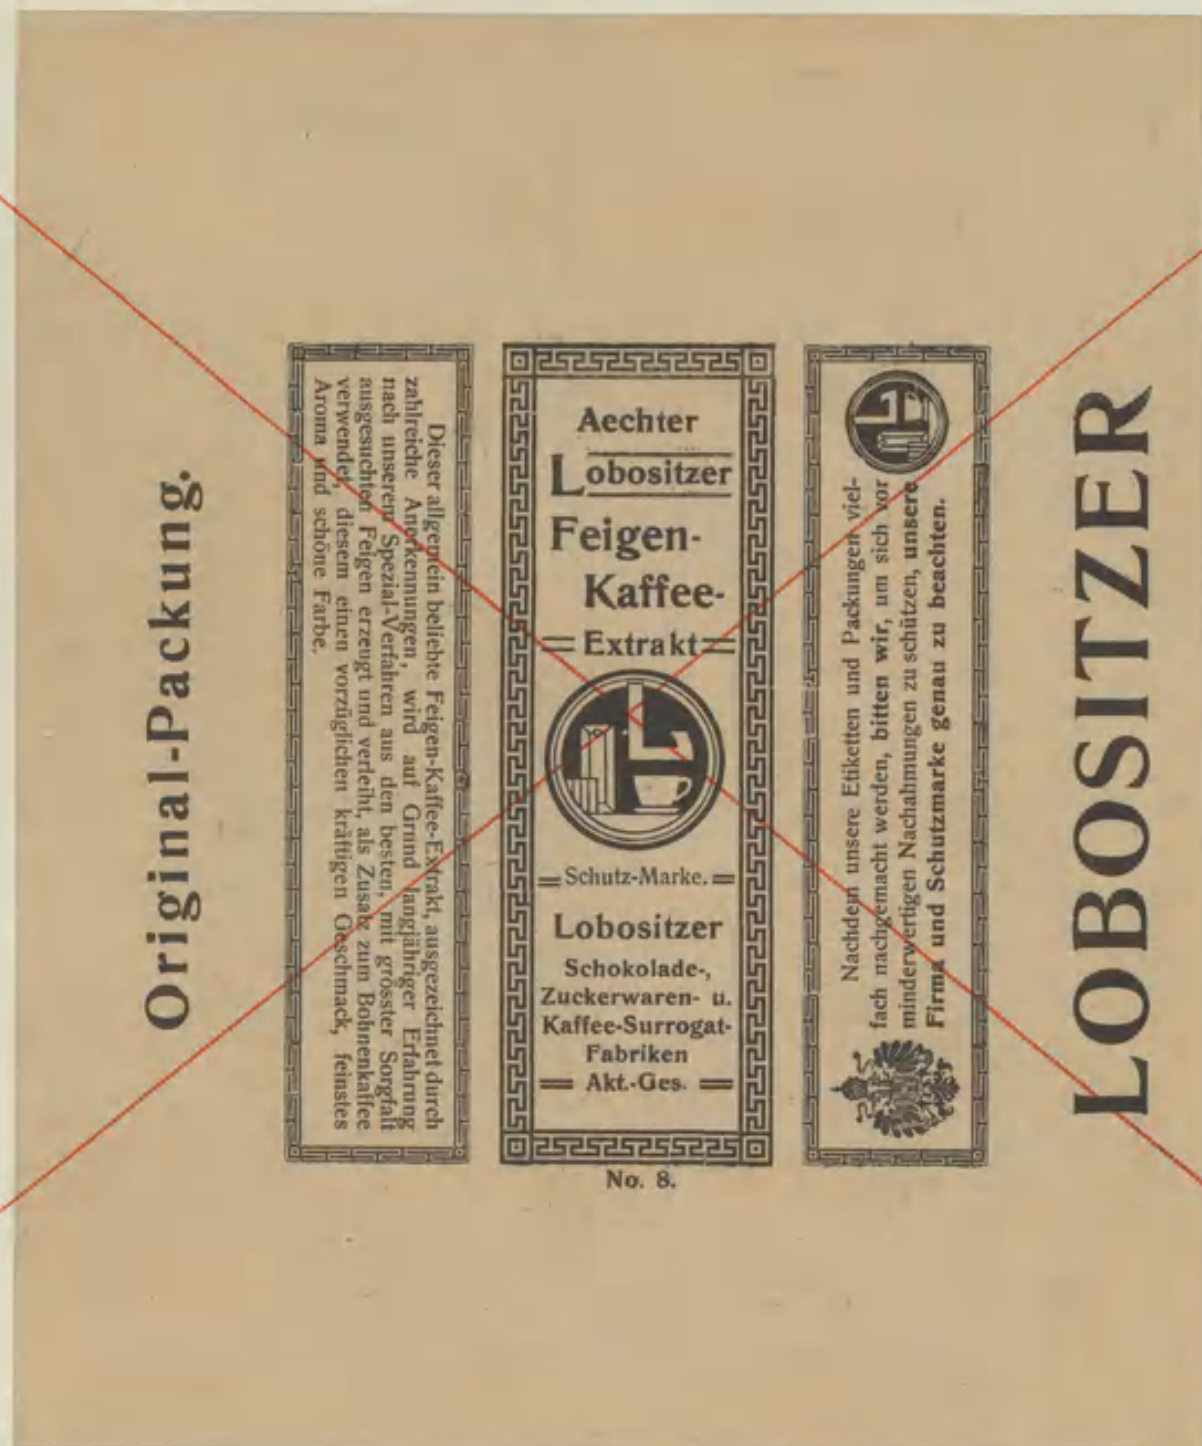 Original-Packung.
Dieser allgemein beliebte Feigen-Kaffee-Extrakt, ausgezeichnet durch
zahlreiche Anerkennungen, wird auf Grund langjähriger Erfahrung
nach unserem Spezial-Verfahren aus den besten, mit grösster Sorgfalt
ausgesuchten Feigen erzeugt und verleiht, als Zusatz zum Bohnenkaffee
verwendet, diesem einen vorzüglichen kräftigen Geschmack, feinstes
Aroma und schöne Farbe.
Aechter
Lobositzer
Feigen-
Kaffee-
Extrakt
L
Schutz-Marke.
Lobositzer
Schokolade-,
Zuckerwaren- u.
Kaffee-Surrogat-
Fabriken
Akt.-Ges.
No. 8.
Nachdem unsere Etiketten und Packungen viel-
fach nachgemacht werden, bitten wir, um sich vor
minderwertigen Nachahmungen zu schützen, unsere
Firma und Schutzmarke genau zu beachten.
L
LOBOSITZER